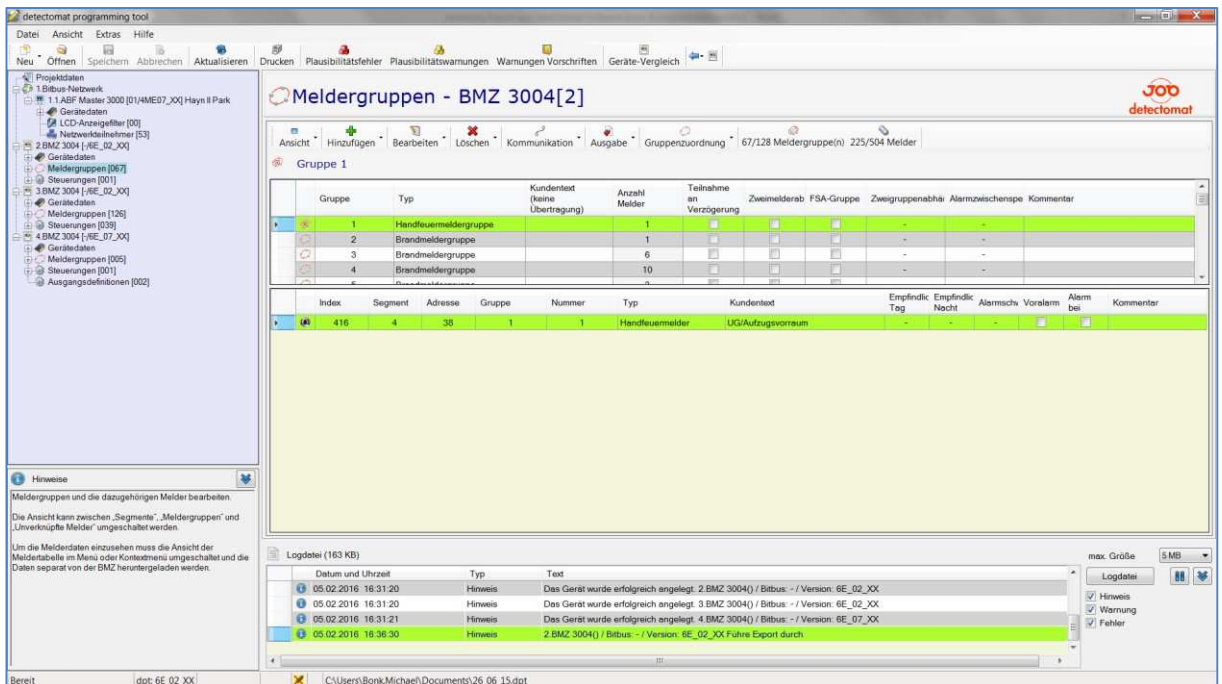 detectomat programming tool
Datei Ansicht Extras Hilfe
Neu Öffnen Speichern Abbrechen Aktualisieren Drucken Plausibilitätsfehler Plausibilitätswarnungen Warnungen Vorschriften Geräte-Vergleich
Projektdaten
1.Bitbus-Netzwerk
1.1.ABF Master 3000 [01/4ME07_XX] Hayn II Park
Gerätedaten
LCD-Anzeigefilter [00]
Netzwerkteilnehmer [53]
2.BMZ 3004 [-/6E_02_XX]
Gerätedaten
Meldergruppen [067]
Steuerungen [001]
3.BMZ 3004 [-/6E_02_XX]
Gerätedaten
Meldergruppen [126]
Steuerungen [039]
4.BMZ 3004 [-/6E_07_XX]
Gerätedaten
Meldergruppen [005]
Steuerungen [001]
Ausgangsdefinitionen [002]
Hinweise
Meldergruppen und die dazugehörigen Melder bearbeiten.
Die Ansicht kann zwischen „Segmente“, „Meldergruppen“ und
„Unverknüpfte Melder“ umgeschaltet werden.
Um die Melderdaten einzusehen muss die Ansicht der
Meldertabelle im Menü oder Kontextmenü umgeschaltet und die
Daten separat von der BMZ heruntergeladen werden.
Meldergruppen - BMZ 3004[2]
JOB
detectomat
Ansicht Hinzufügen Bearbeiten Löschen Kommunikation Ausgabe Gruppenzuordnung 67/128 Meldergruppe(n) 225/504 Melder
Gruppe 1
Gruppe Typ Kundentext (keine Übertragung) Anzahl Melder Teilnahme an Verzögerung Zweimelderab FSA-Gruppe Zweigruppenabhäi Alarmzwischenspe Kommentar
1 Handfeuermeldergruppe 1 - -
2 Brandmeldergruppe 1 - -
3 Brandmeldergruppe 6 - -
4 Brandmeldergruppe 10 - -
Index Segment Adresse Gruppe Nummer Typ Kundentext Empfindlic Tag Empfindlic Nacht Alarmschw Voralarm Alarm bei Kommentar
416 4 38 1 1 Handfeuermelder UG/Aufzugsvorraum - - -
Logdatei (163 KB)
max. Größe 5 MB
Datum und Uhrzeit Typ Text
05.02.2016 16:31:20 Hinweis Das Gerät wurde erfolgreich angelegt. 2.BMZ 3004() / Bitbus: - / Version: 6E_02_XX
05.02.2016 16:31:20 Hinweis Das Gerät wurde erfolgreich angelegt. 3.BMZ 3004() / Bitbus: - / Version: 6E_02_XX
05.02.2016 16:31:21 Hinweis Das Gerät wurde erfolgreich angelegt. 4.BMZ 3004() / Bitbus: - / Version: 6E_07_XX
05.02.2016 16:36:30 Hinweis 2.BMZ 3004() / Bitbus: - / Version: 6E_02_XX Führe Export durch
Logdatei
Hinweis
Warnung
Fehler
Bereit dpt: 6E_02_XX C:\Users\Bonk.Michael\Documents\26_06_15.dpt